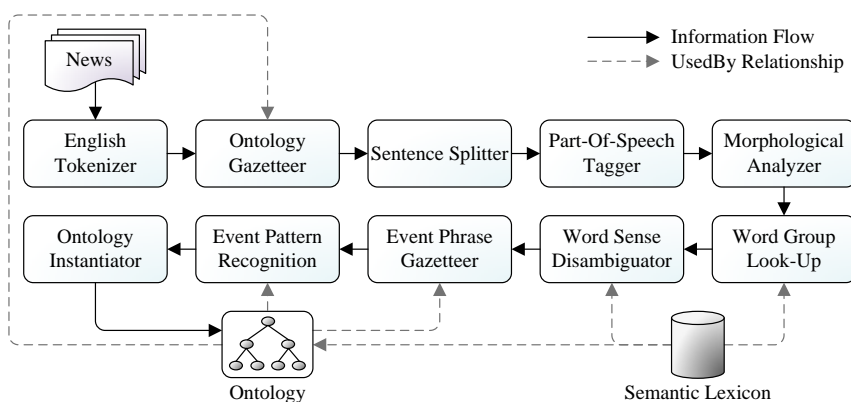 News
Information Flow
UsedBy Relationship
English
Tokenizer
Ontology
Gazetteer
Sentence Splitter
Part-Of-Speech
Tagger
Morphological
Analyzer
Ontology
Instantiator
Event Pattern
Recognition
Event Phrase
Gazetteer
Word Sense
Disambiguator
Word Group
Look-Up
Ontology
Semantic Lexicon